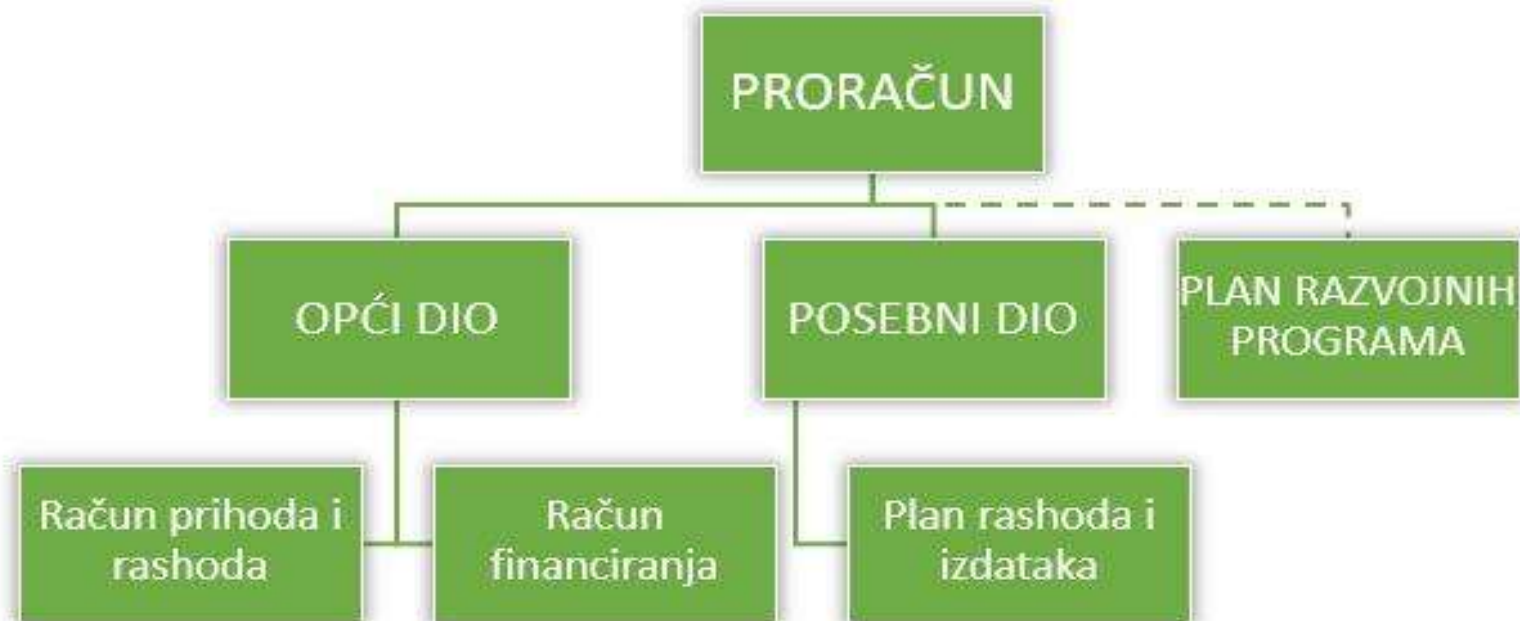 PRORAČUN
OPĆI DIO
POSEBNI DIO
PLAN RAZVOJNIH
PROGRAMA
Račun prihoda i
rashoda
Račun
financiranja
Plan rashoda i
izdataka